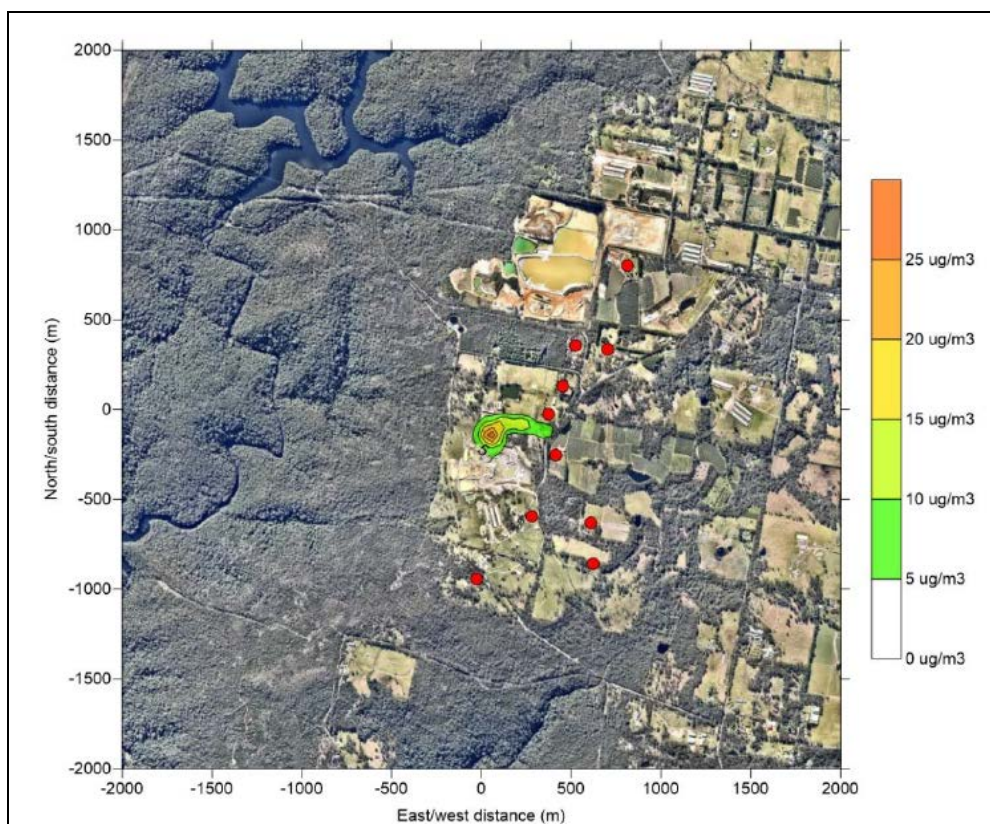 2000
1500
1000
500
0
-500
-1000
-1500
-2000
North/south distance (m)
-2000 -1500 -1000 -500 0 500 1000 1500 2000
East/west distance (m)
25 ug/m3
20 ug/m3
15 ug/m3
10 ug/m3
5 ug/m3
0 ug/m3